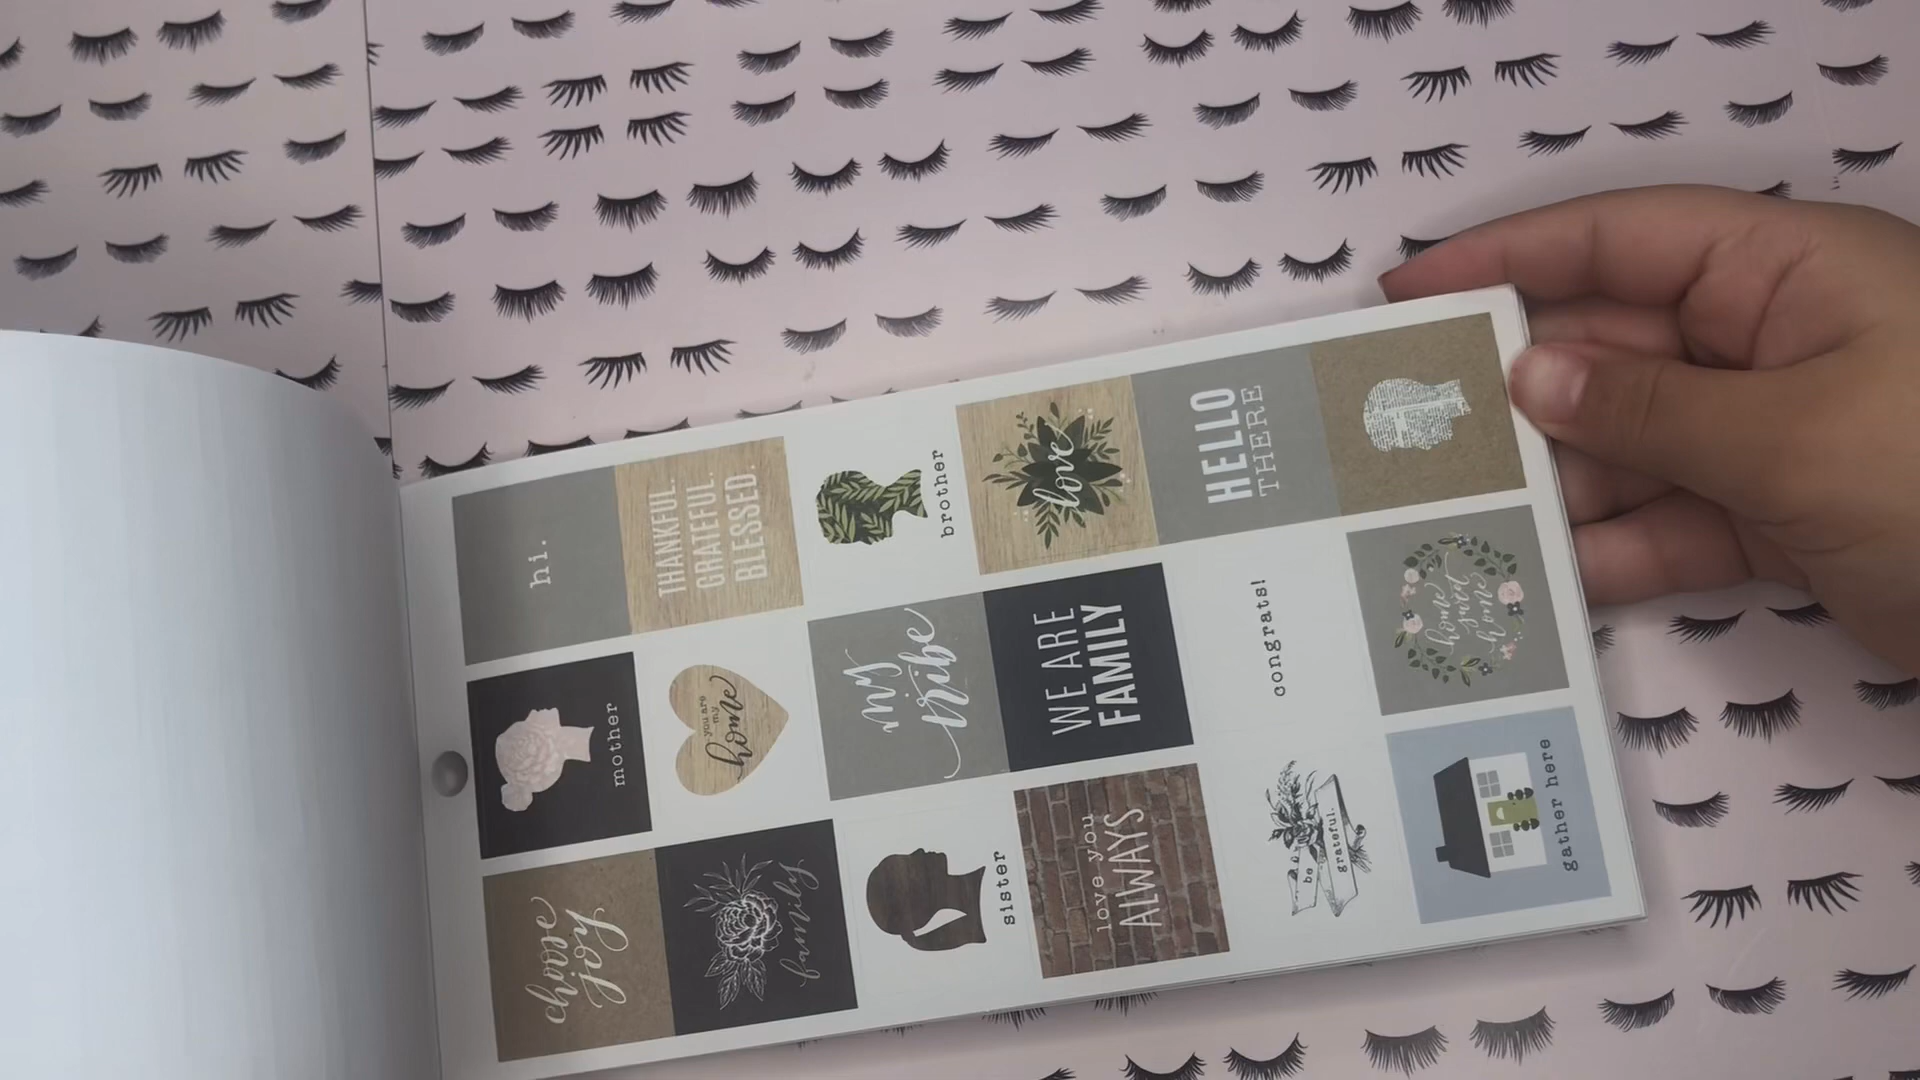 choose
joy
mother
hi.
family
you are
my
home
THANKFUL.
GRATEFUL.
BLESSED.
sister
my
tribe
brother
love you
ALWAYS
WE ARE
FAMILY
love
be
grateful.
congrats!
HELLO
THERE
gather here
home
sweet
home